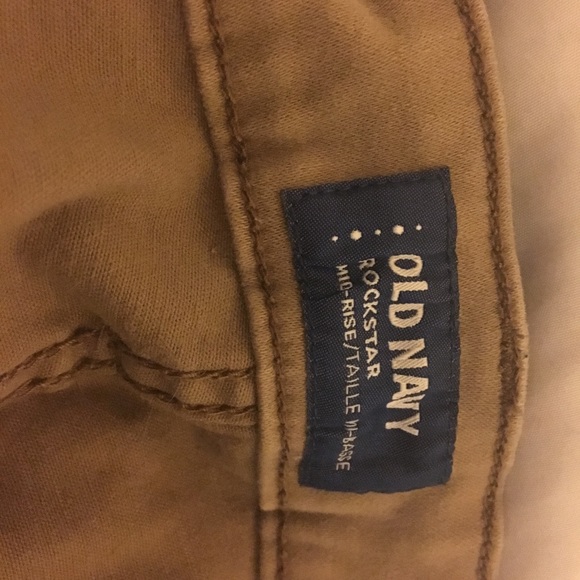 OLD NAVY
ROCKSTAR
MID-RISE/TAILLE MI-BASSE